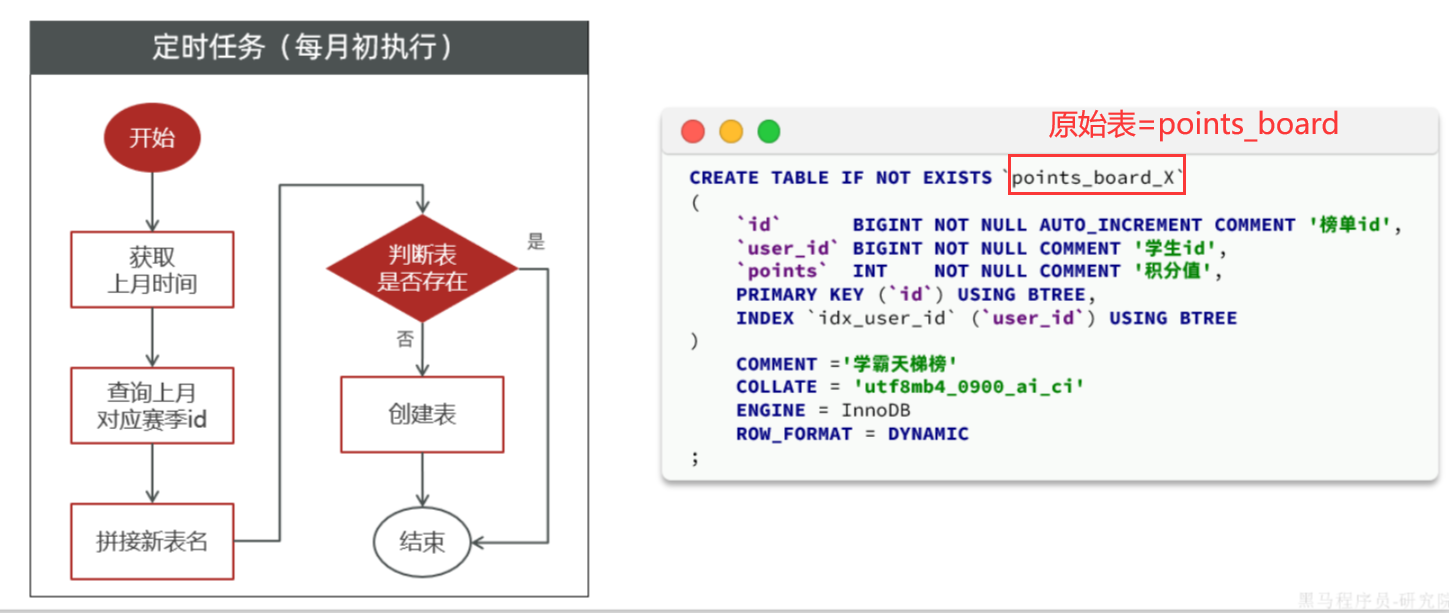 定时任务（每月初执行）
开始
获取
上月时间
查询上月
对应赛季id
拼接新表名
判断表
是否存在
是
否
创建表
结束
原始表=points_board
CREATE TABLE IF NOT EXISTS `points_board_X`
(
`id` BIGINT NOT NULL AUTO_INCREMENT COMMENT '榜单id',
`user_id` BIGINT NOT NULL COMMENT '学生id',
`points` INT NOT NULL COMMENT '积分值',
PRIMARY KEY (`id`) USING BTREE,
INDEX `idx_user_id` (`user_id`) USING BTREE
)
COMMENT ='学霸天梯榜'
COLLATE = 'utf8mb4_0900_ai_ci'
ENGINE = InnoDB
ROW_FORMAT = DYNAMIC
;
黑马程序员-研究院